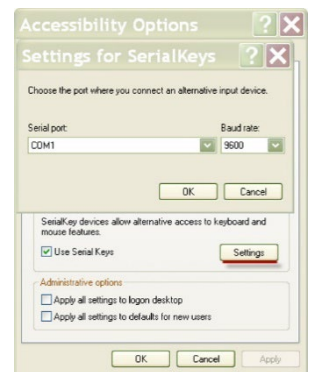 Accessibility Options
Settings for SerialKeys
Choose the port where you connect an alternative input device.
Serial port: Baud rate:
COM1 9600
OK Cancel
SerialKey devices allow alternative access to keyboard and
mouse features.
Use Serial Keys Settings
Administrative options
Apply all settings to logon desktop
Apply all settings to defaults for new users
OK Cancel Apply